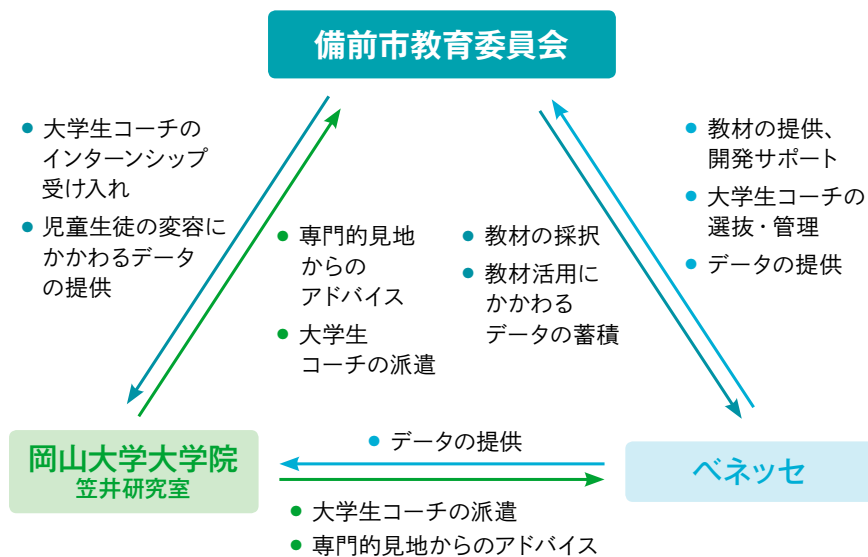 備前市教育委員会
● 大学生コーチの
インターンシップ
受け入れ
● 児童生徒の変容に
かかわるデータ
の提供
● 専門的見地
からの
アドバイス
● 大学生
コーチの派遣
● 教材の採択
● 教材活用に
かかわる
データの蓄積
● 教材の提供、
開発サポート
● 大学生コーチの
選抜・管理
● データの提供
岡山大学大学院
笠井研究室
● データの提供
ベネッセ
● 大学生コーチの派遣
● 専門的見地からのアドバイス